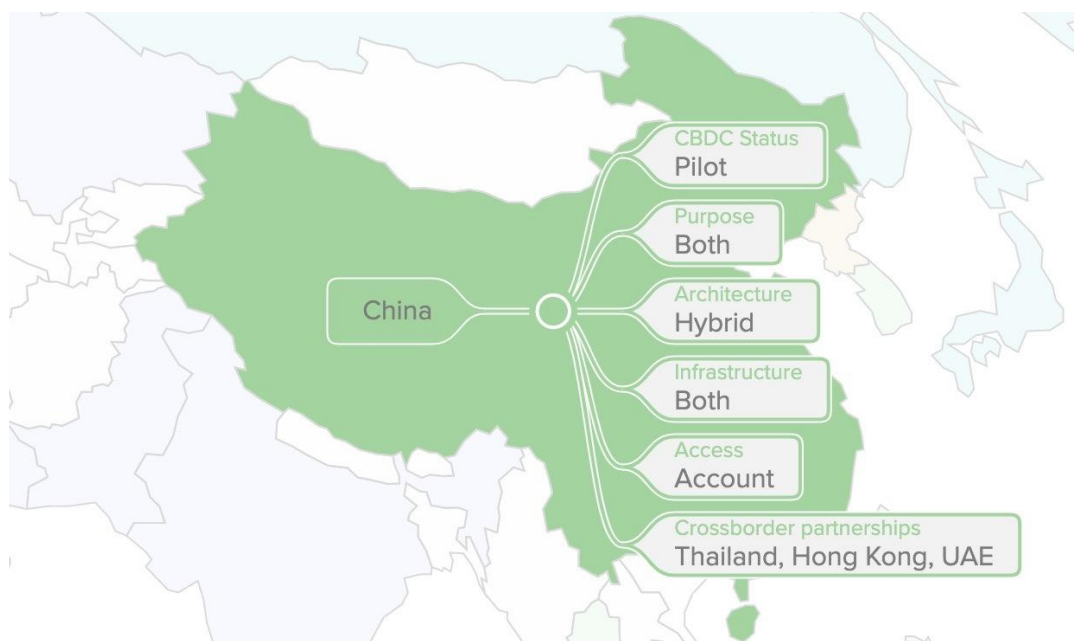 China
CBDC Status
Pilot
Purpose
Both
Architecture
Hybrid
Infrastructure
Both
Access
Account
Crossborder partnerships
Thailand, Hong Kong, UAE